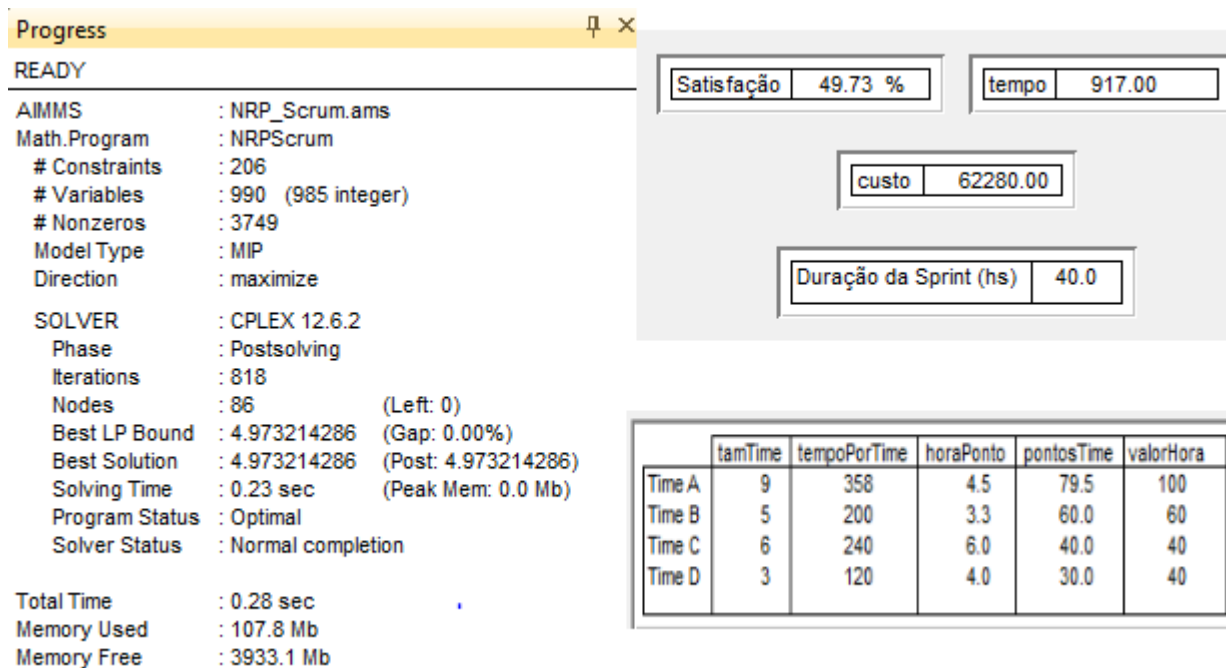 Progress
READY
AIMMS : NRP_Scrum.ams
Math.Program : NRPScrum
# Constraints : 206
# Variables : 990 (985 integer)
# Nonzeros : 3749
Model Type : MIP
Direction : maximize
SOLVER : CPLEX 12.6.2
Phase : Postsolving
Iterations : 818
Nodes : 86 (Left: 0)
Best LP Bound : 4.973214286 (Gap: 0.00%)
Best Solution : 4.973214286 (Post: 4.973214286)
Solving Time : 0.23 sec (Peak Mem: 0.0 Mb)
Program Status : Optimal
Solver Status : Normal completion
Total Time : 0.28 sec
Memory Used : 107.8 Mb
Memory Free : 3933.1 Mb
Satisfação 49.73 % tempo 917.00
custo 62280.00
Duração da Sprint (hs) 40.0
tamTime tempoPorTime horaPonto pontosTime valorHora
Time A 9 358 4.5 79.5 100
Time B 5 200 3.3 60.0 60
Time C 6 240 6.0 40.0 40
Time D 3 120 4.0 30.0 40